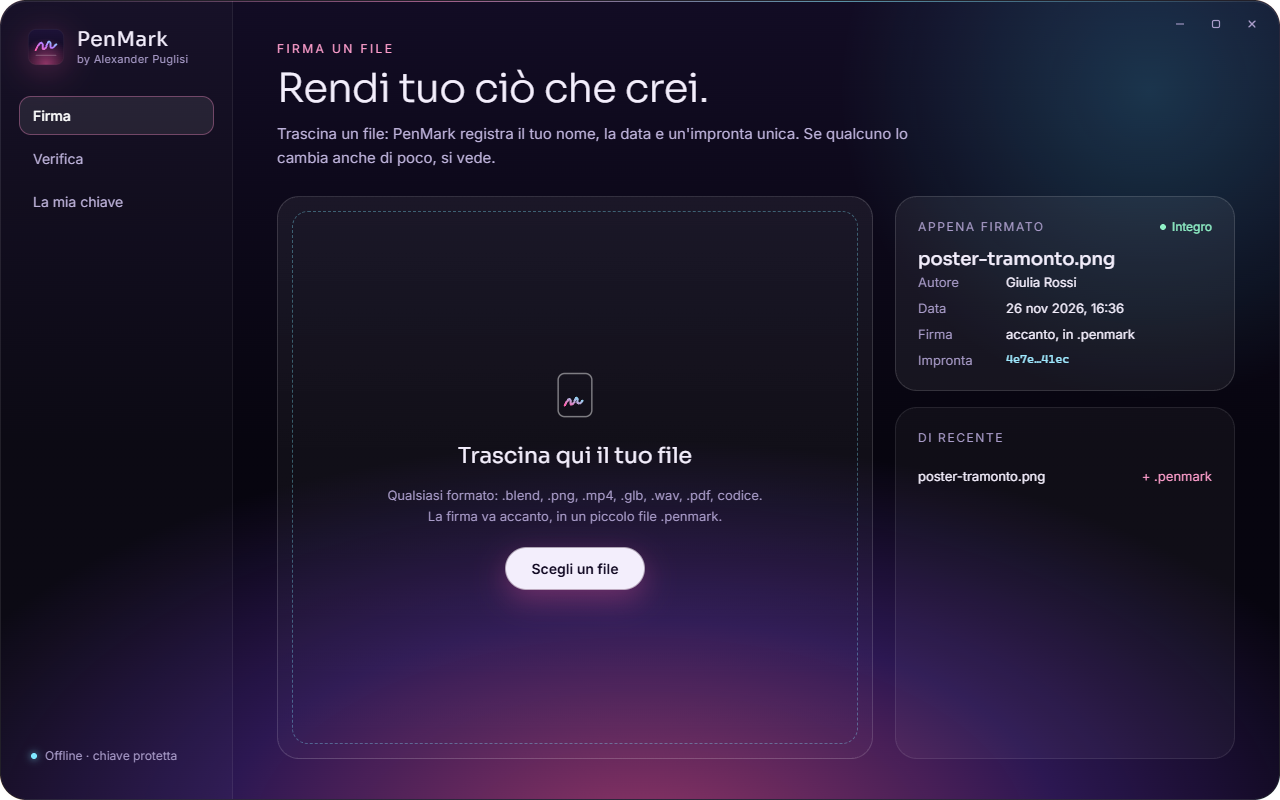 PenMark
by Alexander Puglisi
Firma
Verifica
La mia chiave
Offline · chiave protetta
FIRMA UN FILE
Rendi tuo ciò che crei.
Trascina un file: PenMark registra il tuo nome, la data e un'impronta unica. Se qualcuno lo
cambia anche di poco, si vede.
Trascina qui il tuo file
Qualsiasi formato: .blend, .png, .mp4, .glb, .wav, .pdf, codice.
La firma va accanto, in un piccolo file .penmark.
Scegli un file
APPENA FIRMATO
Integro
poster-tramonto.png
Autore Giulia Rossi
Data 26 nov 2026, 16:36
Firma accanto, in .penmark
Impronta 4e7e…41ec
DI RECENTE
poster-tramonto.png + .penmark